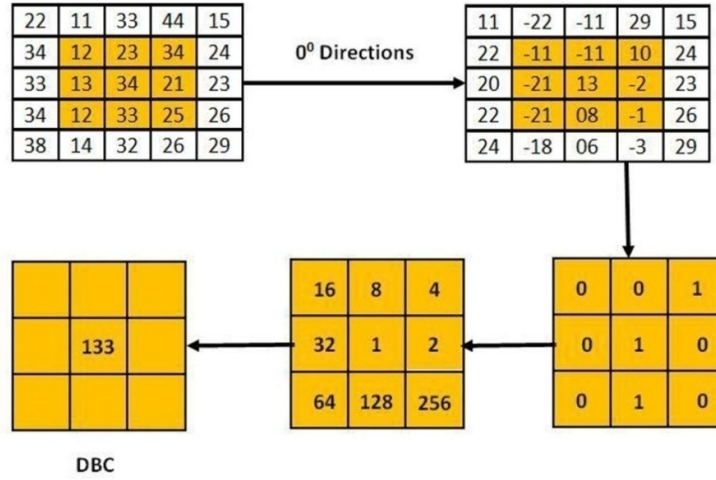 22 11 33 44 15
34 12 23 34 24
33 13 34 21 23
34 12 33 25 26
38 14 32 26 29
0⁰ Directions
11 -22 -11 29 15
22 -11 -11 10 24
20 -21 13 -2 23
22 -21 08 -1 26
24 -18 06 -3 29
133
DBC
16 8 4
32 1 2
64 128 256
0 0 1
0 1 0
0 1 0